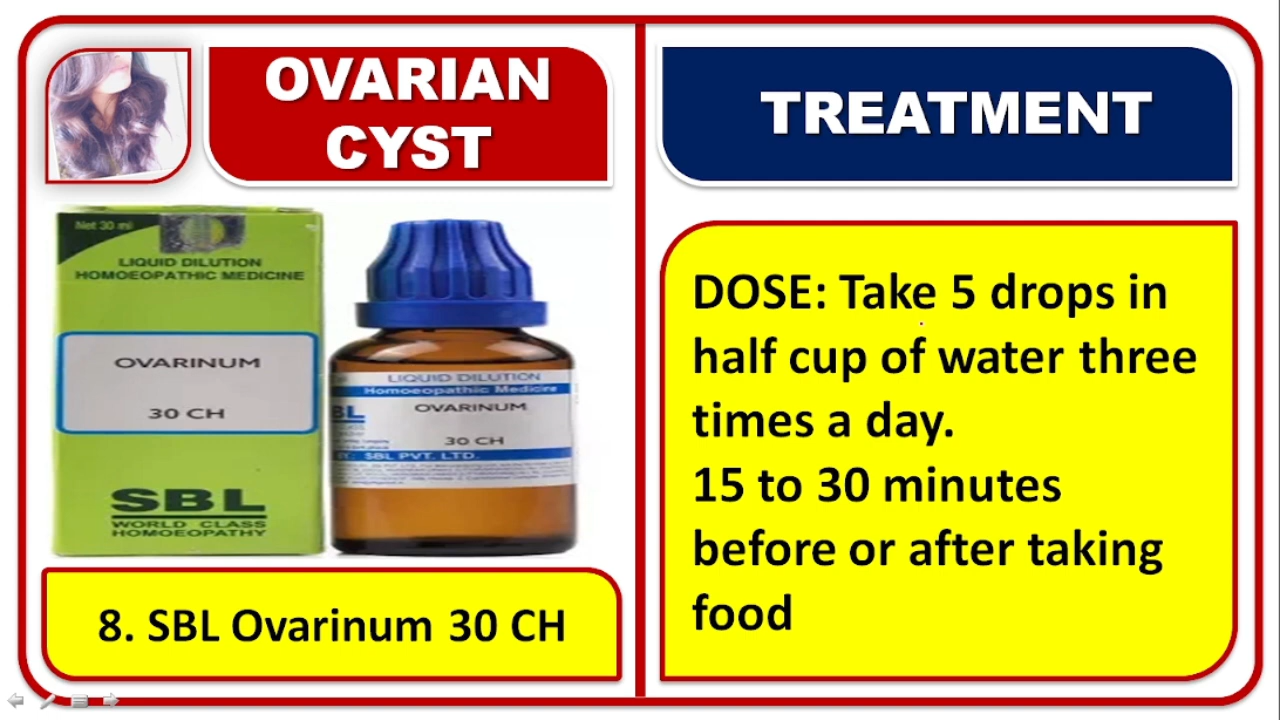 OVARIAN
CYST
TREATMENT
Net 30 ml
LIQUID DILUTION
HOMOEOPATHIC MEDICINE
OVARINUM
30 CH
SBL
WORLD CLASS
HOMOEOPATHY
LIQUID DILUTION
Homoeopathic Medicine
BL
OVARINUM
30 CH
SBL PVT. LTD.
8. SBL Ovarinum 30 CH
DOSE: Take 5 drops in
half cup of water three
times a day.
15 to 30 minutes
before or after taking
food